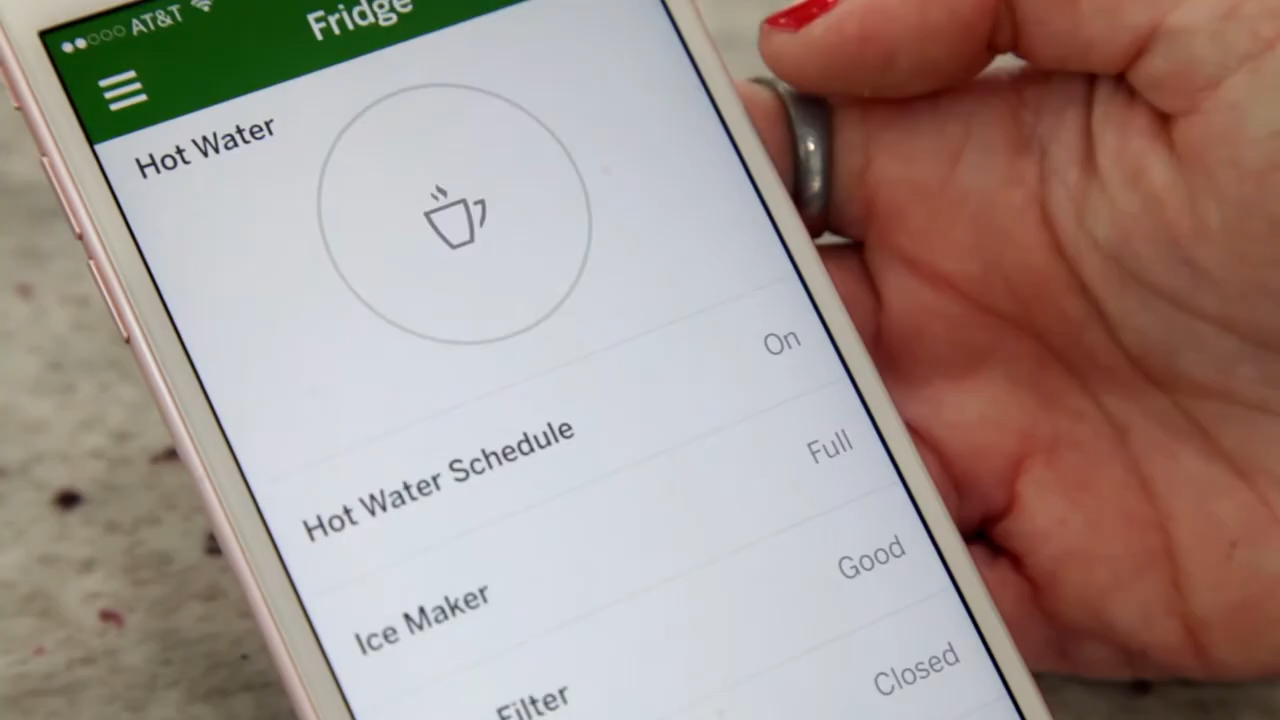 AT&T
Fridge
Hot Water
Hot Water Schedule On
Ice Maker Full
Filter Good
Closed